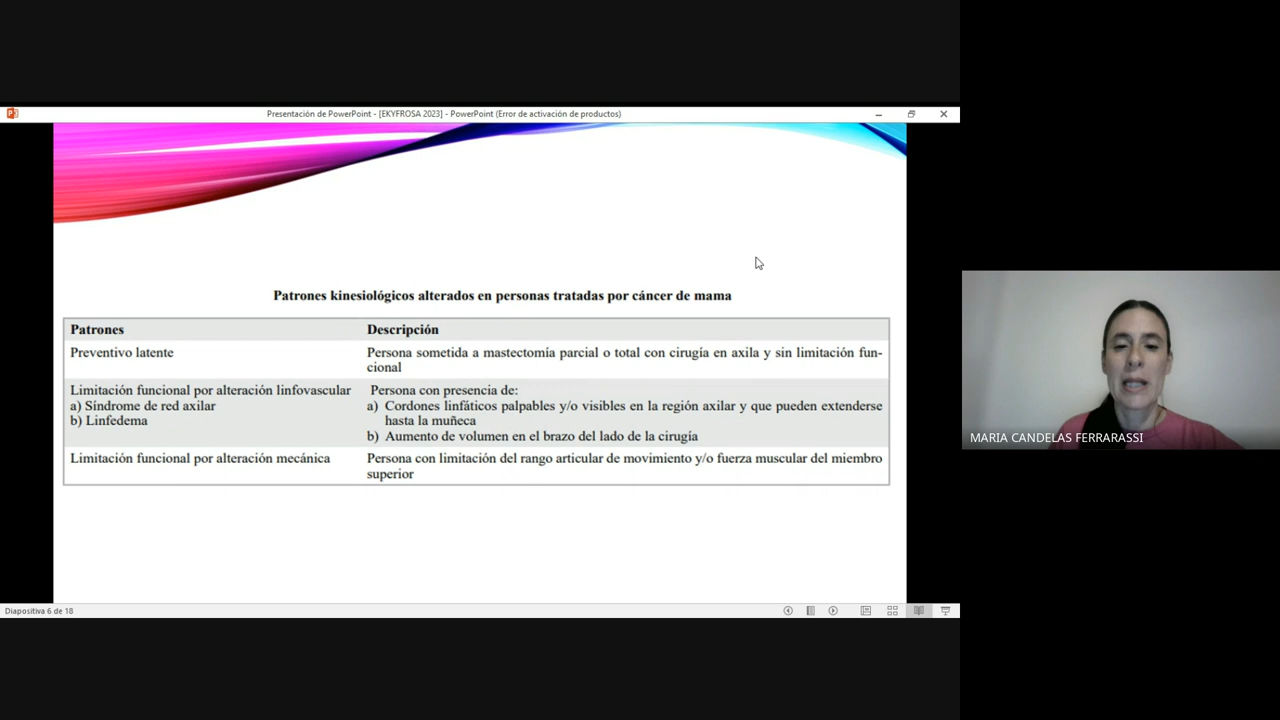 Presentación de PowerPoint - [EKYFROSA 2023] - PowerPoint (Error de activación de productos)
Patrones kinesiológicos alterados en personas tratadas por cáncer de mama
Patrones Descripción
Preventivo latente Persona sometida a mastectomía parcial o total con cirugía en axila y sin limitación fun-
cional
Limitación funcional por alteración linfovascular Persona con presencia de:
a) Síndrome de red axilar a) Cordones linfáticos palpables y/o visibles en la región axilar y que pueden extenderse
b) Linfedema hasta la muñeca
b) Aumento de volumen en el brazo del lado de la cirugía
Limitación funcional por alteración mecánica Persona con limitación del rango articular de movimiento y/o fuerza muscular del miembro
superior
MARIA CANDELAS FERRARASSI
Diapositiva 6 de 18